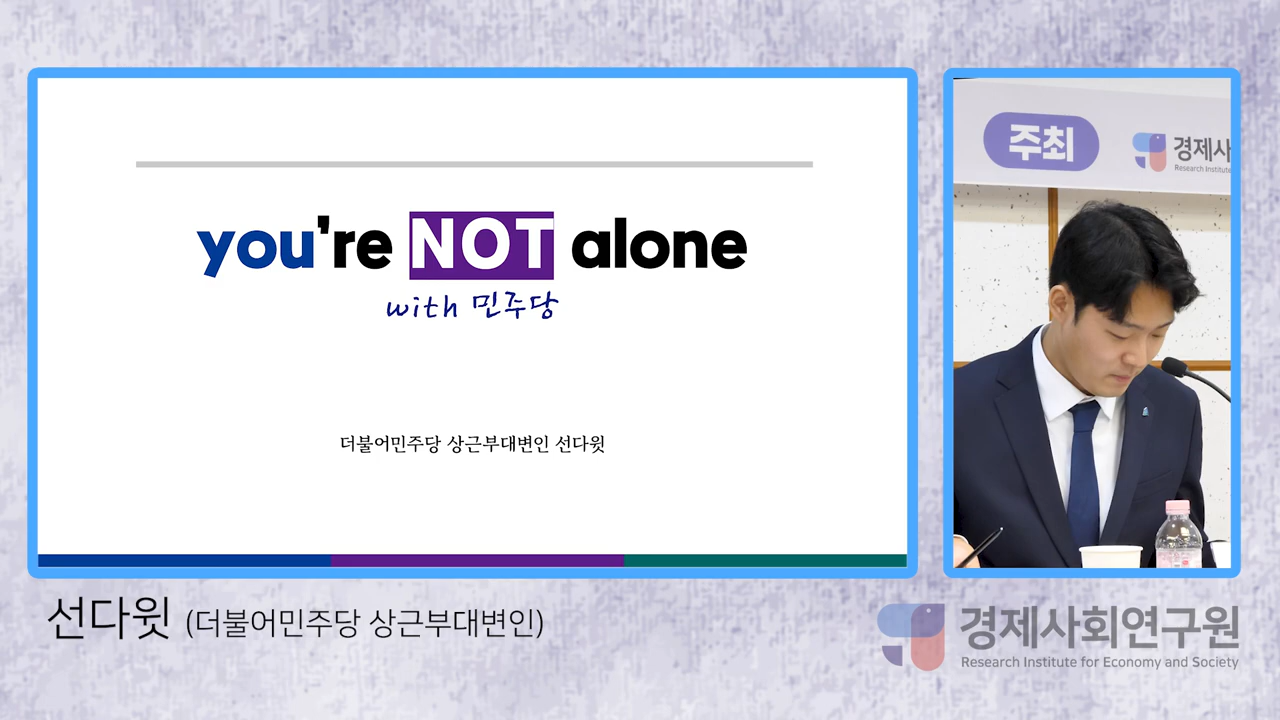 you're NOT alone
with 민주당
더불어민주당 상근부대변인 선다윗
주최
경제사
Research Institute
선다윗 (더불어민주당 상근부대변인)
경제사회연구원
Research Institute for Economy and Society